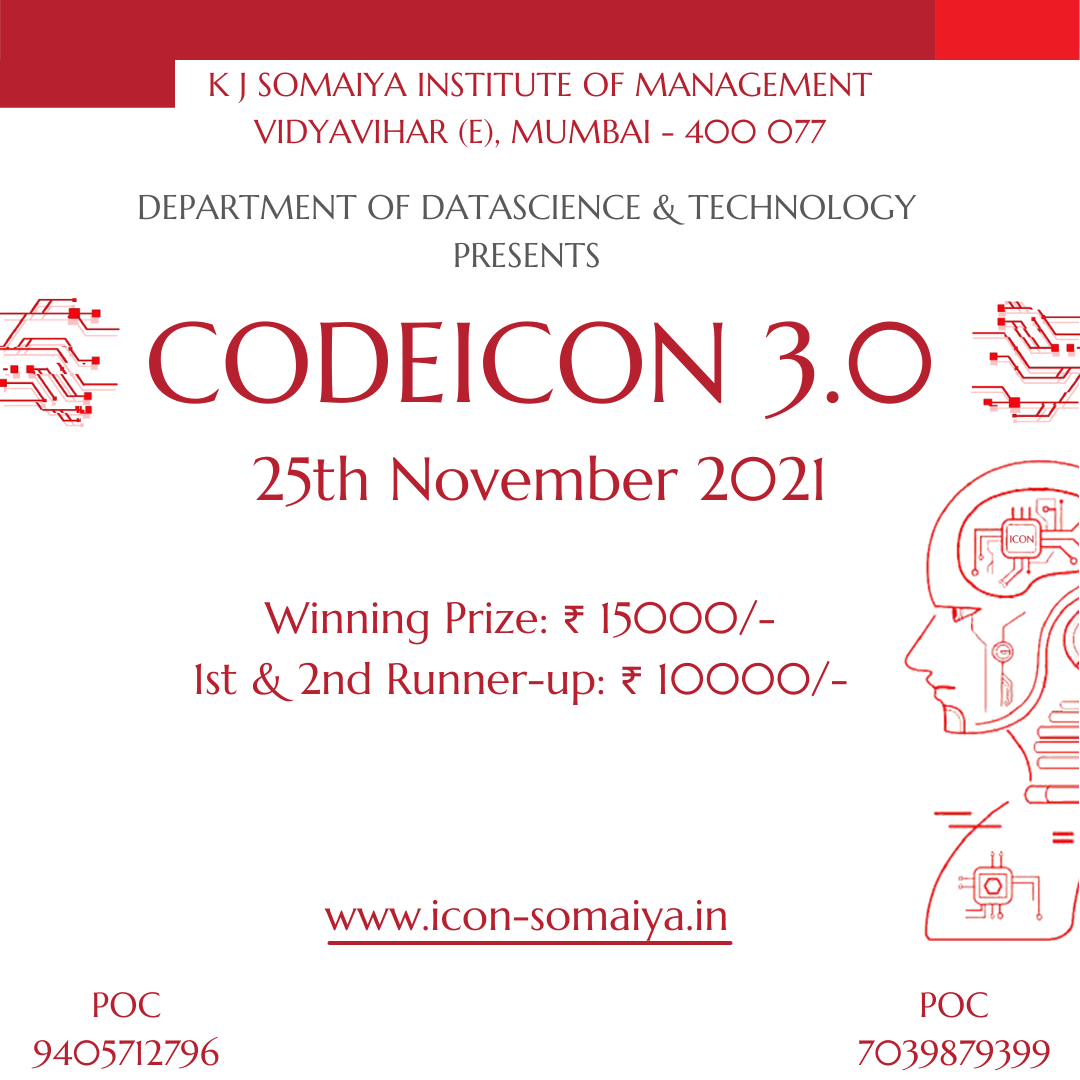 K J SOMAIYA INSTITUTE OF MANAGEMENT
VIDYAVIHAR (E), MUMBAI - 400 077
DEPARTMENT OF DATASCIENCE & TECHNOLOGY
PRESENTS
CODEICON 3.0
25th November 2021
ICON
Winning Prize: ₹ 15000/-
1st & 2nd Runner-up: ₹ 10000/-
www.icon-somaiya.in
POC
9405712796
POC
7039879399